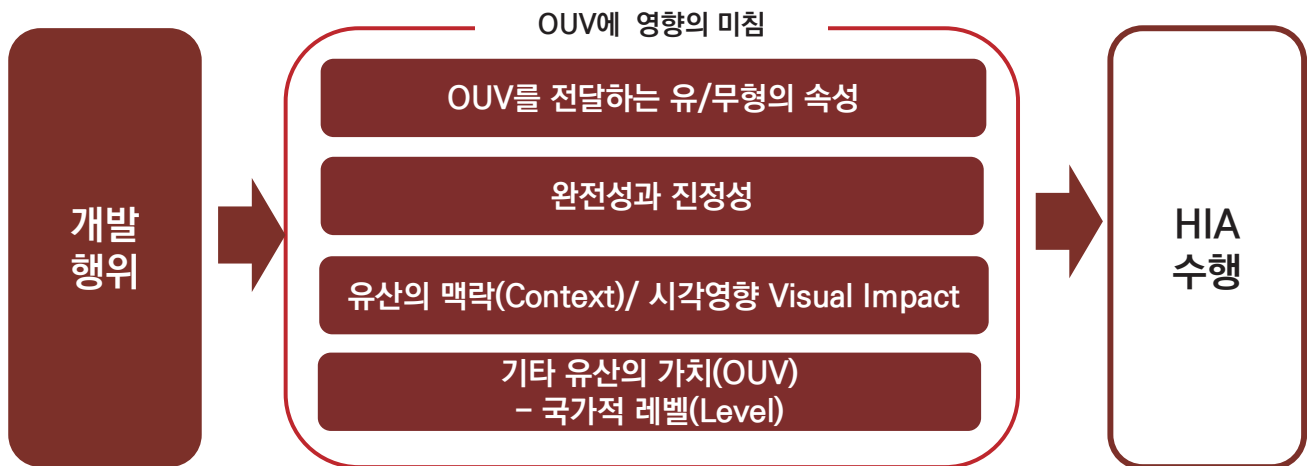 OUV에 영향의 미침
개발
행위
OUV를 전달하는 유/무형의 속성
완전성과 진정성
유산의 맥락(Context)/ 시각영향 Visual Impact
기타 유산의 가치(OUV)
– 국가적 레벨(Level)
HIA
수행